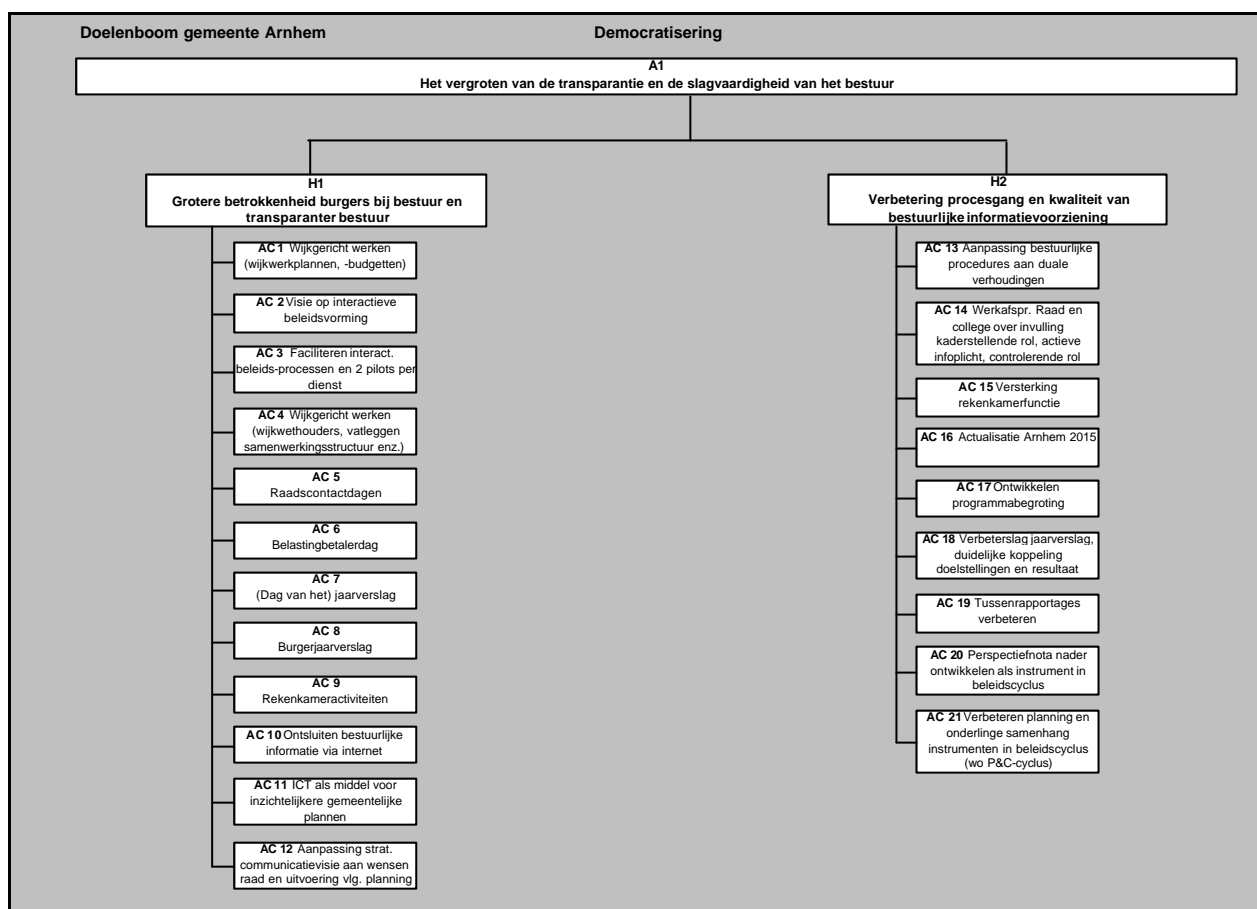 Doelenboom gemeente Arnhem
Democratisering
A1
Het vergroten van de transparantie en de slagvaardigheid van het bestuur
H1
Grotere betrokkenheid burgers bij bestuur en
transparanter bestuur
AC 1 Wijkgericht werken
(wijkwerkplannen, -budgetten)
AC 2 Visie op interactieve
beleidsvorming
AC 3 Faciliteren interact.
beleids-processen en 2 pilots per
dienst
AC 4 Wijkgericht werken
(wijkwethouders, vatleggen
samenwerkingsstructuur enz.)
AC 5
Raadscontactdagen
AC 6
Belastingbetalerdag
AC 7
(Dag van het) jaarverslag
AC 8
Burgerjaarverslag
AC 9
Rekenkameractiviteiten
AC 10 Ontsluiten bestuurlijke
informatie via internet
AC 11 ICT als middel voor
inzichtelijkere gemeentelijke
plannen
AC 12 Aanpassing strat.
communicatievisie aan wensen
raad en uitvoering vlg. planning
H2
Verbetering procesgang en kwaliteit van
bestuurlijke informatievoorziening
AC 13 Aanpassing bestuurlijke
procedures aan duale
verhoudingen
AC 14 Werkafspr. Raad en
college over invulling
kaderstellende rol, actieve
infoplicht, controlerende rol
AC 15 Versterking
rekenkamerfunctie
AC 16 Actualisatie Arnhem 2015
AC 17 Ontwikkelen
programmabegroting
AC 18 Verbeterslag jaarverslag,
duidelijke koppeling
doelstellingen en resultaat
AC 19 Tussenrapportages
verbeteren
AC 20 Perspectiefnota nader
ontwikkelen als instrument in
beleidscyclus
AC 21 Verbeteren planning en
onderlinge samenhang
instrumenten in beleidscyclus
(wo P&C-cyclus)